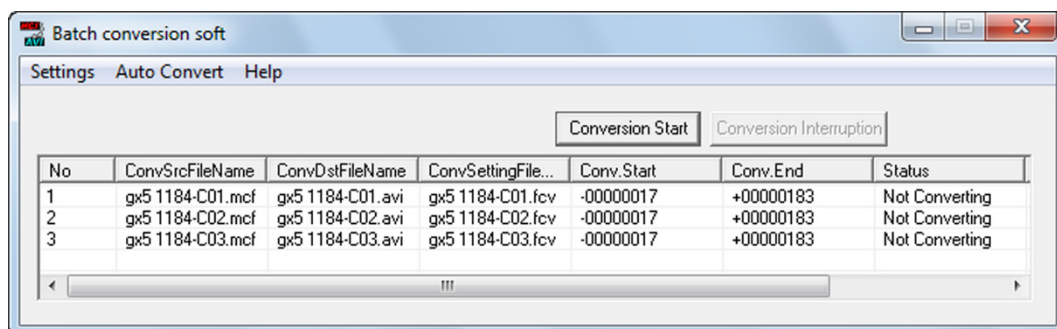 MCF AVI Batch conversion soft
Settings Auto Convert Help
Conversion Start Conversion Interruption
No ConvSrcFileName ConvDstFileName ConvSettingFile... Conv.Start Conv.End Status
1 gx5 1184-C01.mcf gx5 1184-C01.avi gx5 1184-C01.fcv -00000017 +00000183 Not Converting
2 gx5 1184-C02.mcf gx5 1184-C02.avi gx5 1184-C02.fcv -00000017 +00000183 Not Converting
3 gx5 1184-C03.mcf gx5 1184-C03.avi gx5 1184-C03.fcv -00000017 +00000183 Not Converting